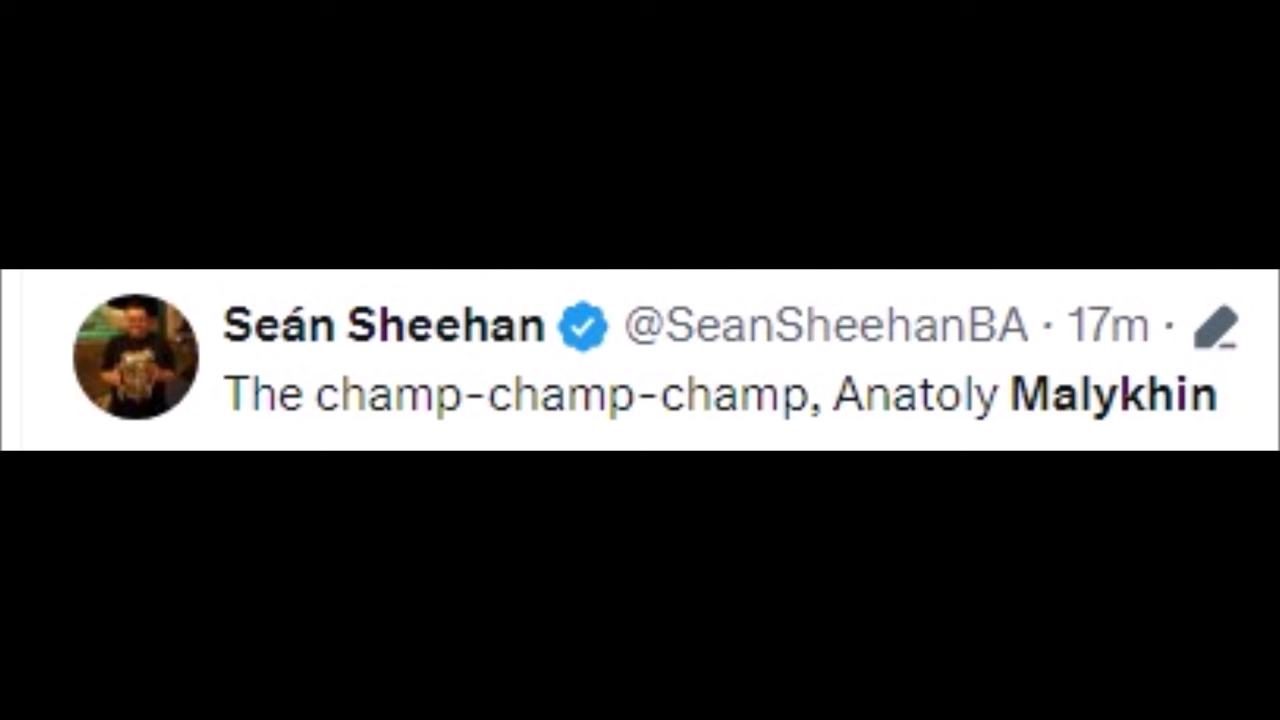 Seán Sheehan @SeanSheehanBA · 17m ·
The champ-champ-champ, Anatoly Malykhin